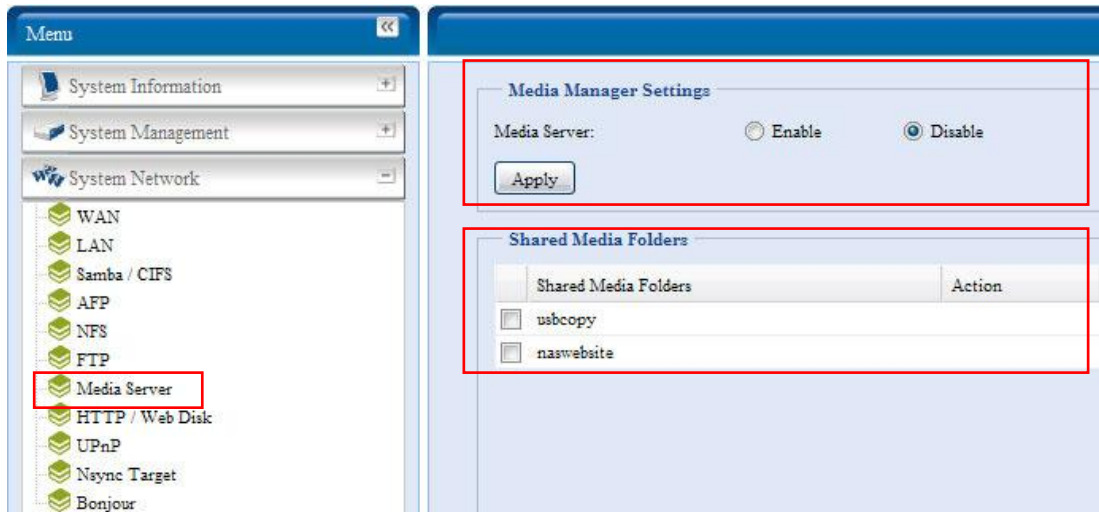 Menu
System Information
System Management
System Network
WAN
LAN
Samba / CIFS
AFP
NFS
FTP
Media Server
HTTP / Web Disk
UPnP
Nsync Target
Bonjour
Media Manager Settings
Media Server: Enable Disable
Apply
Shared Media Folders
Shared Media Folders Action
usbcopy
naswebsite